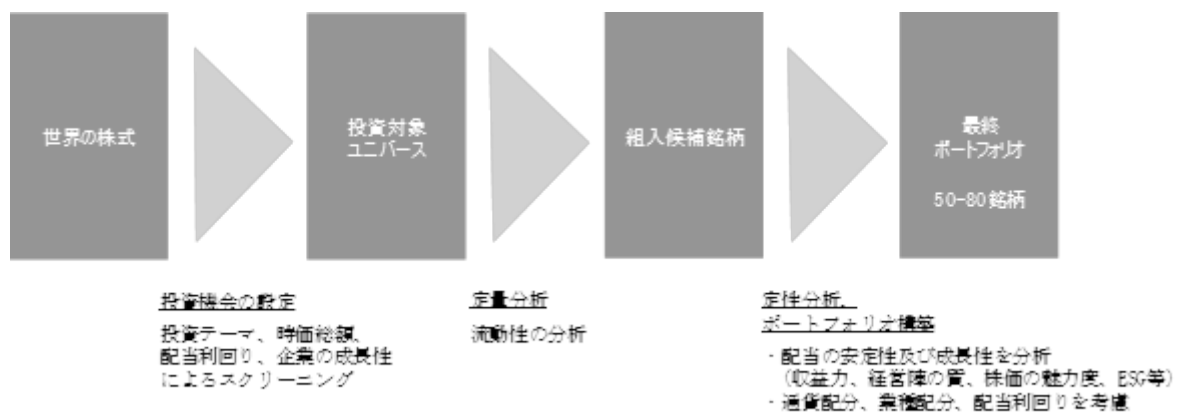 世界の株式
投資対象
ユニバース
組入候補銘柄
最終
ポートフォリオ
50-80銘柄
投資機会の設定
投資テーマ、時価総額、
配当利回り、企業の成長性
によるスクリーニング
定量分析
流動性の分析
定性分析、
ポートフォリオ構築
・配当の安定性及び成長性を分析
(収益力、経営陣の質、株価の魅力度、ESG等)
・通貨配分、業種配分、配当利回りを考慮